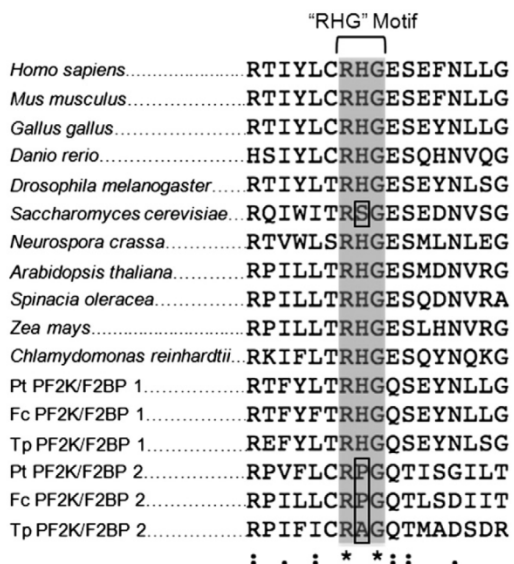 “RHG” Motif
Homo sapiens.......................RTIYLCRHGESEFNLLG
Mus musculus.....................RTIYLCRHGESEFNLLG
Gallus gallus.......................RTIYLCRHGESEYNLLG
Danio rerio..........................HSIYLCRHGESQHNVQG
Drosophila melanogaster......RTIYLTRHGESEYNLSG
Saccharomyces cerevisiae...RQIWITRSGESEDNVSG
Neurospora crassa..............RTVWLSRHGESMLNLEG
Arabidopsis thaliana............RPILLTRHGESMDNVRG
Spinacia oleracea................RPILLTRHGESQDNVRA
Zea mays............................RPILLTRHGESLHNVRG
Chlamydomonas reinhardtii...RKIFLTRHGESQYNQKG
Pt PF2K/F2BP 1..................RTFYLTRHGQSEYNLLG
Fc PF2K/F2BP 1..................RTFYFTRHGQSEYNLLG
Tp PF2K/F2BP 1..................REFYLTRHGQSEYNLSG
Pt PF2K/F2BP 2..................RPVFLCRPGQTISGILT
Fc PF2K/F2BP 2..................RPILLCRPGQTLSDIIT
Tp PF2K/F2BP 2..................RPIFICRAGQTMADSDR
: . : * *:: .